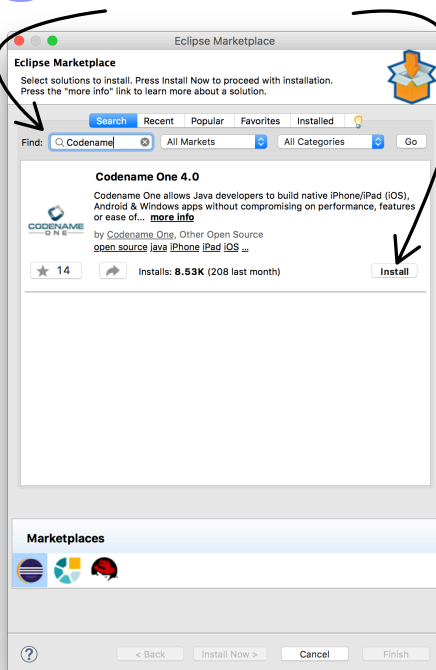 Eclipse Marketplace
Eclipse Marketplace
Select solutions to install. Press Install Now to proceed with installation.
Press the "more info" link to learn more about a solution.
Search Recent Popular Favorites Installed
Find: Codename All Markets All Categories Go
Codename One 4.0
Codename One allows Java developers to build native iPhone/iPad (iOS),
Android & Windows apps without compromising on performance, features
or ease of... more info
CODENAME
ONE
by Codename One, Other Open Source
open source java iPhone iPad iOS ...
14 Installs: 8.53K (208 last month) Install
Marketplaces
? < Back Install Now > Cancel Finish